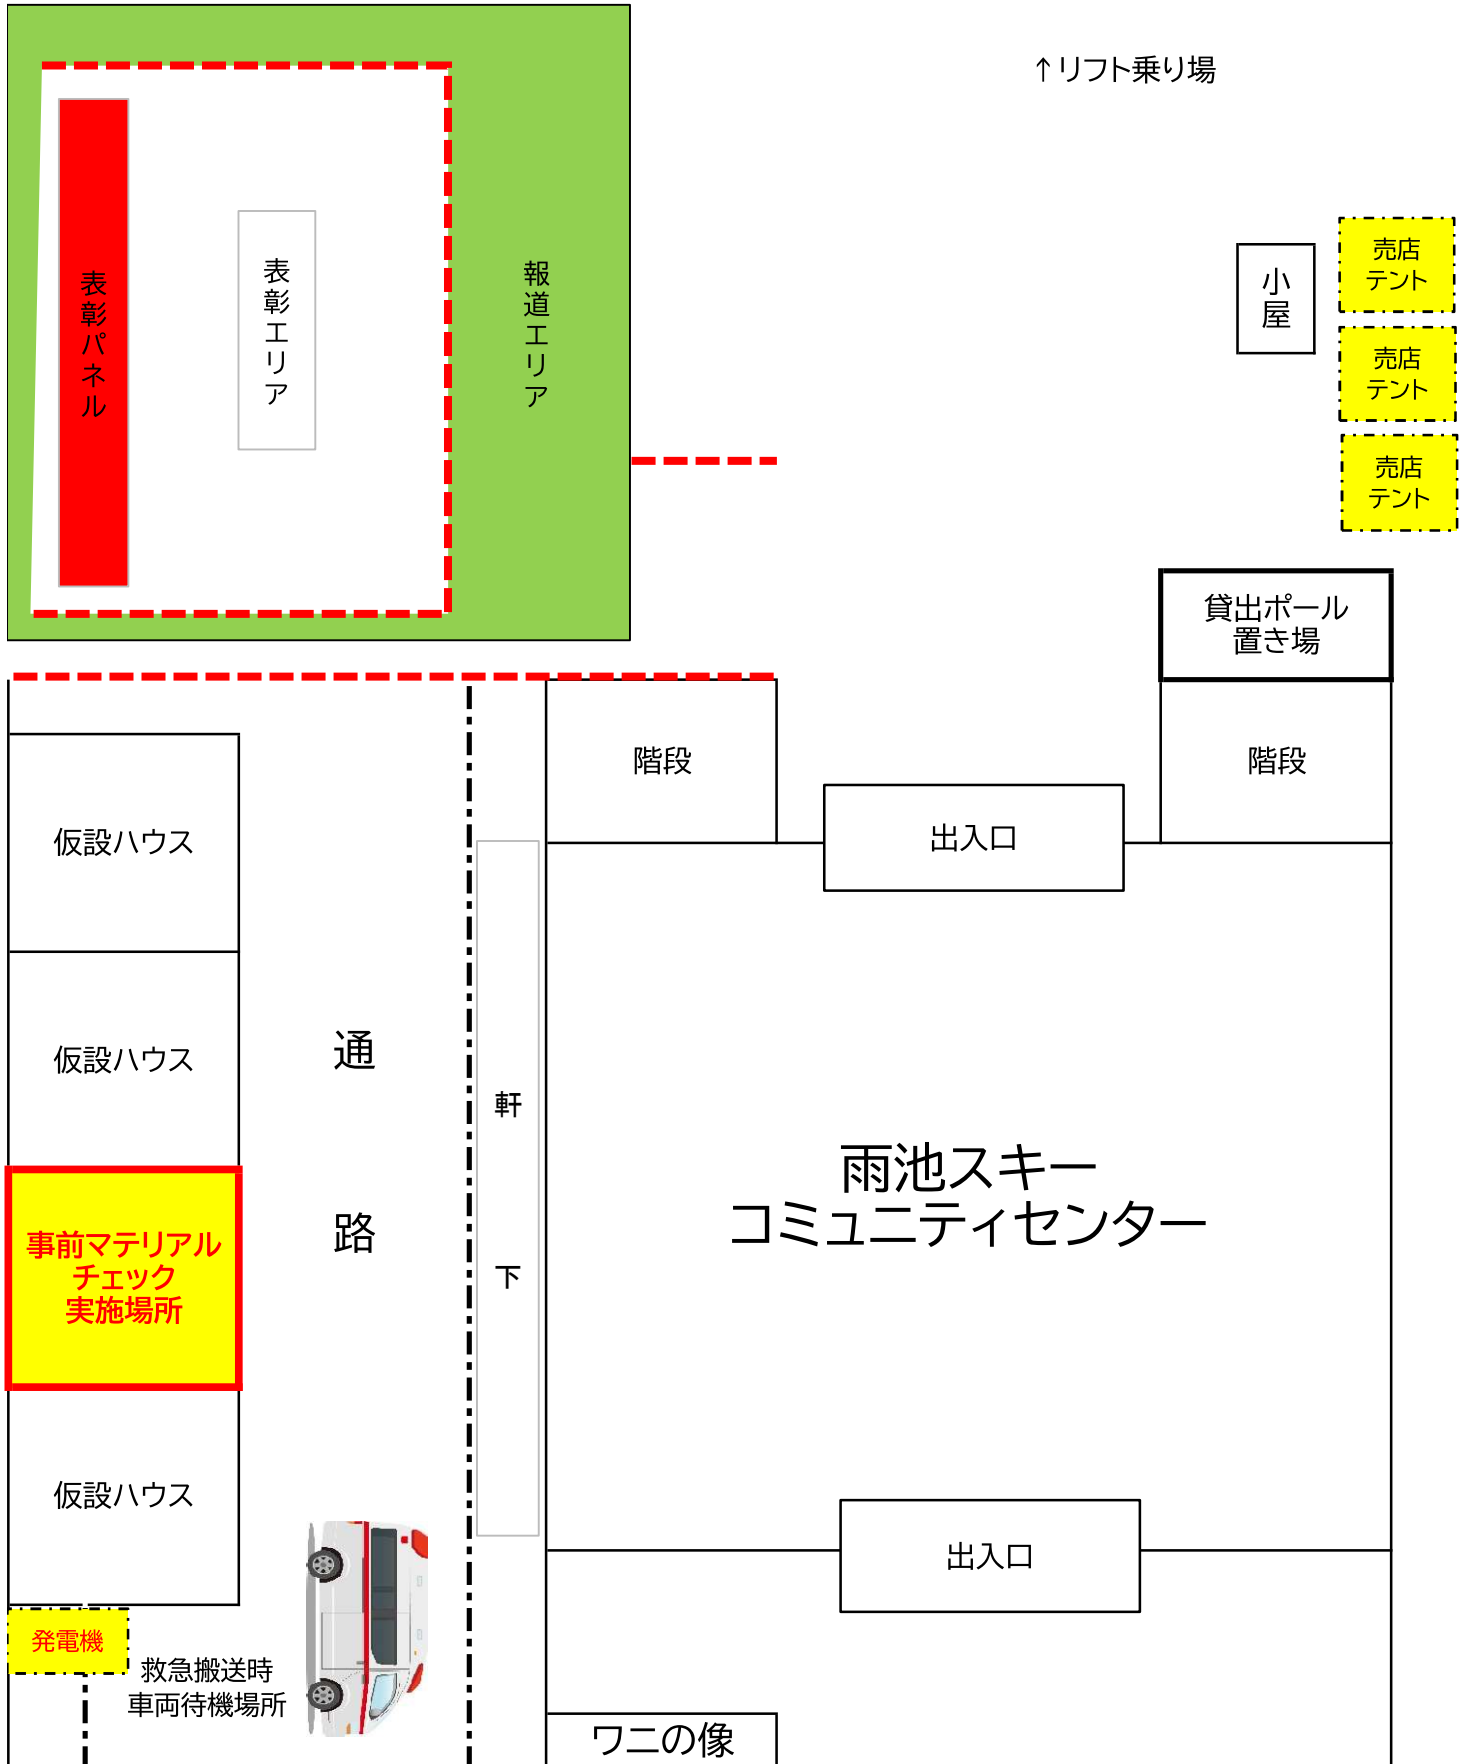 ↑リフト乗り場
表彰パネル
表彰エリア
報道エリア
小屋
売店
テント
売店
テント
売店
テント
貸出ポール
置き場
階段
階段
出入口
仮設ハウス
仮設ハウス
通路
軒下
雨池スキー
コミュニティセンター
事前マテリアル
チェック
実施場所
仮設ハウス
出入口
発電機
救急搬送時
車両待機場所
ワニの像